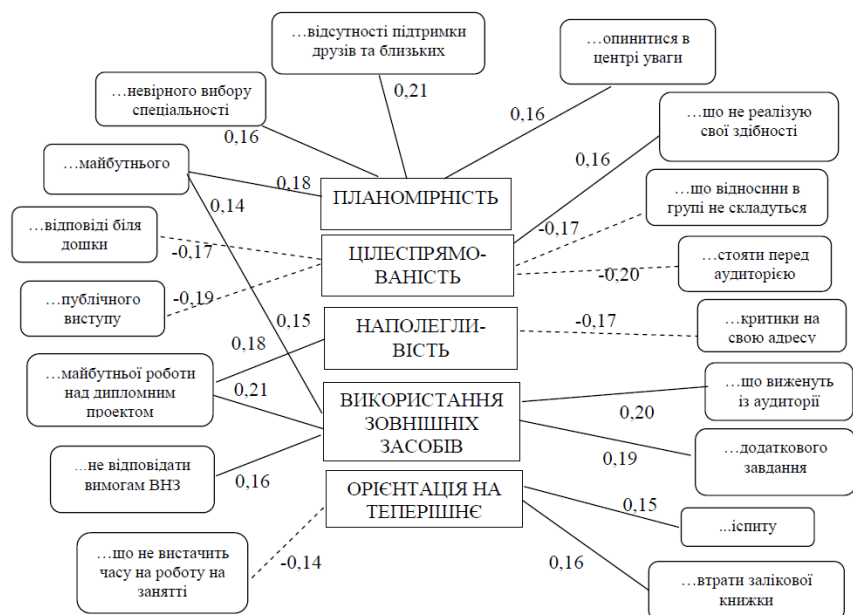 …відсутності підтримки
друзів та близьких
…опинитися в
центрі уваги
…невірного вибору
спеціальності
0,21
0,16
0,16
…що не реалізую
свої здібності
…майбутнього
0,18
0,16
ПЛАНОМІРНІСТЬ
0,14
…що відносини в
групі не складуться
…відповіді біля
дошки
-0,17
ЦІЛЕСПРЯМО-
ВАНІСТЬ
-0,17
…стояти перед
аудиторією
-0,20
…публічного
виступу
-0,19
0,15
НАПОЛЕГЛИ-
ВІСТЬ
-0,17
…критики на
свою адресу
0,18
…майбутньої роботи
над дипломним
проектом
0,21
ВИКОРИСТАННЯ
ЗОВНІШНІХ
ЗАСОБІВ
0,20
…що виженуть
із аудиторії
0,19
…додаткового
завдання
...не відповідати
вимогам ВНЗ
0,16
ОРІЄНТАЦІЯ НА
ТЕПЕРІШНЄ
0,15
...іспиту
…що не вистачить
часу на роботу на
занятті
-0,14
0,16
…втрати залікової
книжки